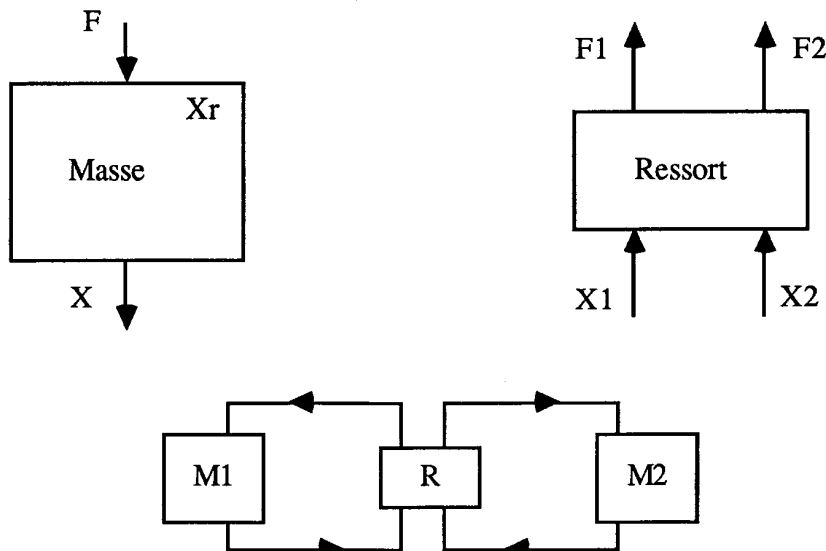 F
Xr
Masse
X
F1 F2
Ressort
X1 X2
M1 R M2